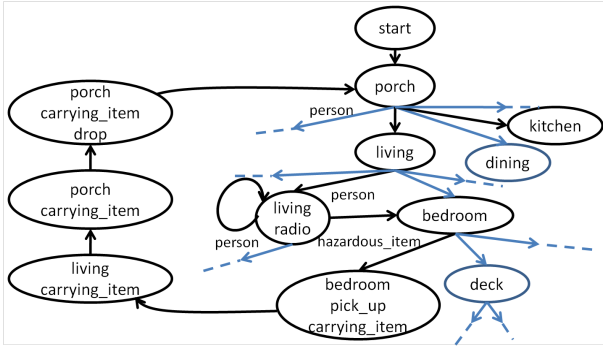 start
porch
person
kitchen
dining
living
person
living
radio
person
bedroom
hazardous_item
deck
bedroom
pick_up
carrying_item
living
carrying_item
porch
carrying_item
porch
carrying_item
drop